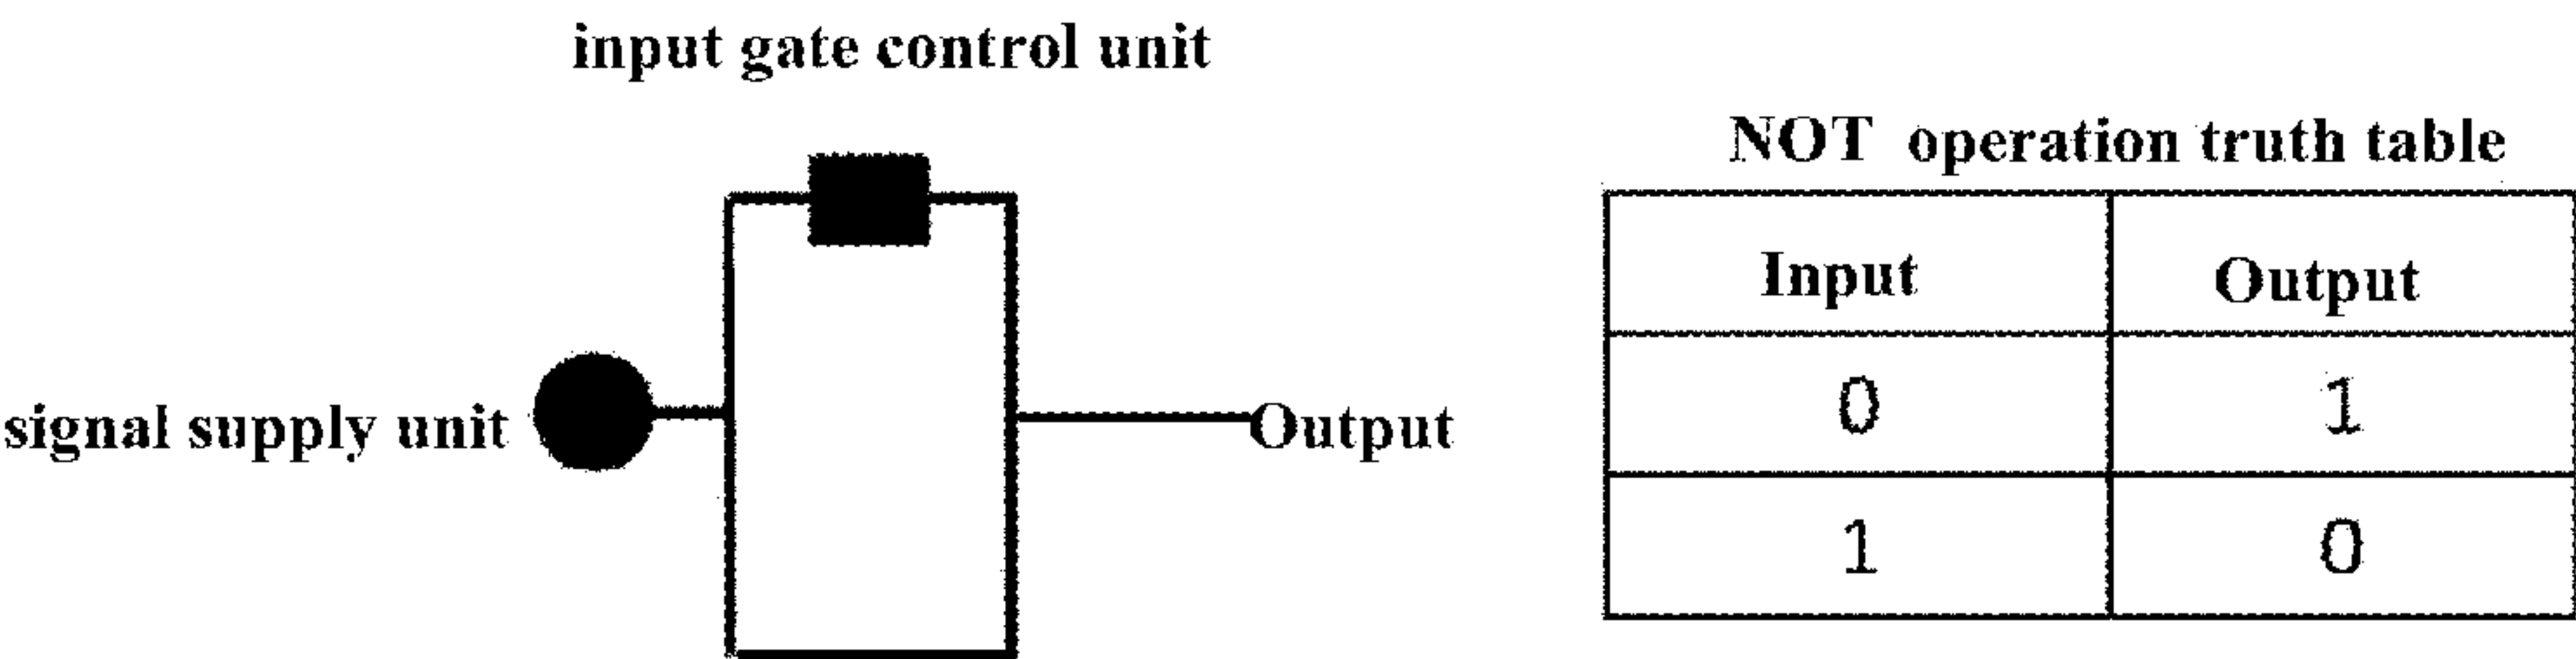 input gate control unit
signal supply unit
Output
NOT operation truth table
Input Output
0 1
1 0